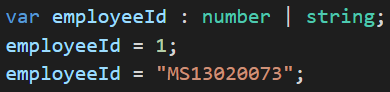 var employeeId : number | string;
employeeId = 1;
employeeId = "MS13020073";